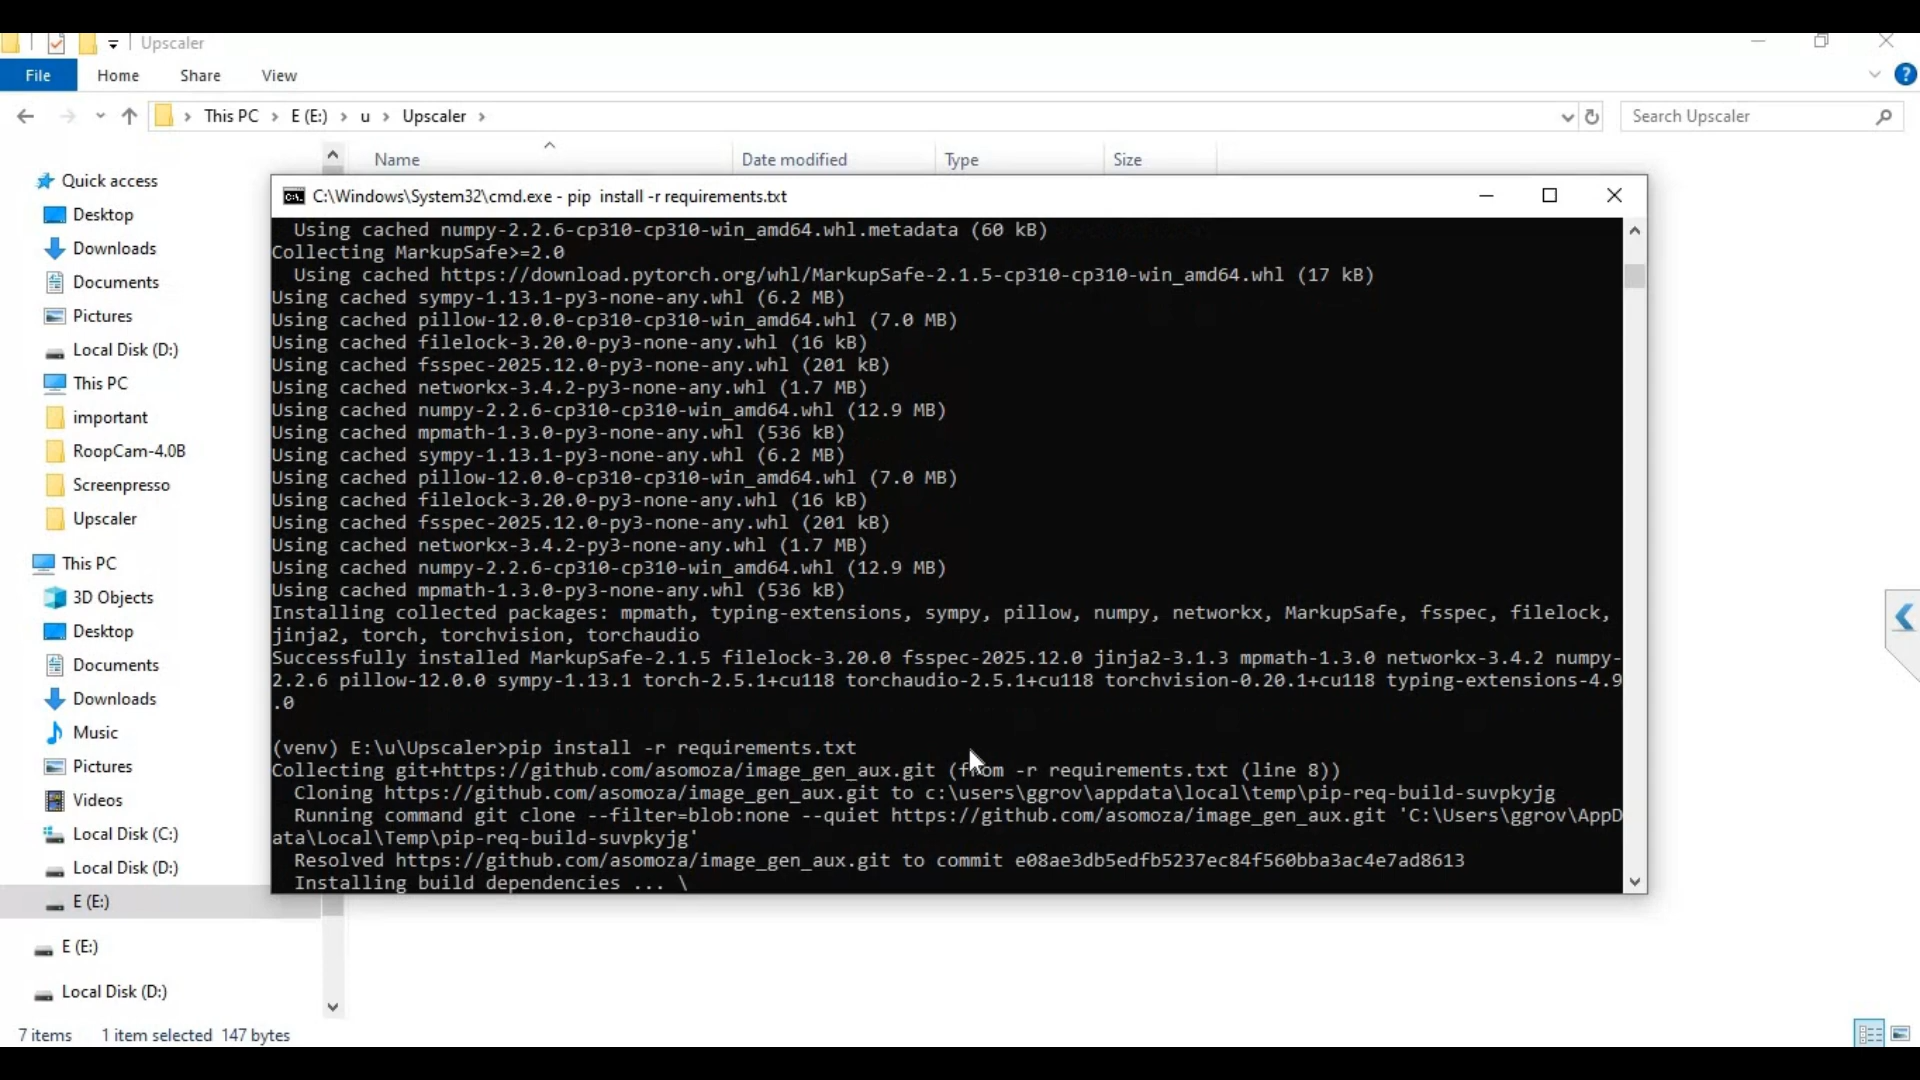 Upscaler
File Home Share View
This PC > E (E:) > u > Upscaler >
Search Upscaler
Name Date modified Type Size
Quick access
Desktop
Downloads
Documents
Pictures
Local Disk (D:)
This PC
important
RoopCam-4.0B
Screenpresso
Upscaler
This PC
3D Objects
Desktop
Documents
Downloads
Music
Pictures
Videos
Local Disk (C:)
Local Disk (D:)
E (E:)
E (E:)
Local Disk (D:)
C:\Windows\System32\cmd.exe - pip  install -r requirements.txt
  Using cached numpy-2.2.6-cp310-cp310-win_amd64.whl.metadata (60 kB)
Collecting MarkupSafe>=2.0
  Using cached https://download.pytorch.org/whl/MarkupSafe-2.1.5-cp310-cp310-win_amd64.whl (17 kB)
Using cached sympy-1.13.1-py3-none-any.whl (6.2 MB)
Using cached pillow-12.0.0-cp310-cp310-win_amd64.whl (7.0 MB)
Using cached filelock-3.20.0-py3-none-any.whl (16 kB)
Using cached fsspec-2025.12.0-py3-none-any.whl (201 kB)
Using cached networkx-3.4.2-py3-none-any.whl (1.7 MB)
Using cached numpy-2.2.6-cp310-cp310-win_amd64.whl (12.9 MB)
Using cached mpmath-1.3.0-py3-none-any.whl (536 kB)
Using cached sympy-1.13.1-py3-none-any.whl (6.2 MB)
Using cached pillow-12.0.0-cp310-cp310-win_amd64.whl (7.0 MB)
Using cached filelock-3.20.0-py3-none-any.whl (16 kB)
Using cached fsspec-2025.12.0-py3-none-any.whl (201 kB)
Using cached networkx-3.4.2-py3-none-any.whl (1.7 MB)
Using cached numpy-2.2.6-cp310-cp310-win_amd64.whl (12.9 MB)
Using cached mpmath-1.3.0-py3-none-any.whl (536 kB)
Installing collected packages: mpmath, typing-extensions, sympy, pillow, numpy, networkx, MarkupSafe, fsspec, filelock,
jinja2, torch, torchvision, torchaudio
Successfully installed MarkupSafe-2.1.5 filelock-3.20.0 fsspec-2025.12.0 jinja2-3.1.3 mpmath-1.3.0 networkx-3.4.2 numpy-
2.2.6 pillow-12.0.0 sympy-1.13.1 torch-2.5.1+cu118 torchaudio-2.5.1+cu118 torchvision-0.20.1+cu118 typing-extensions-4.9
.0
(venv) E:\u\Upscaler>pip install -r requirements.txt
Collecting git+https://github.com/asomoza/image_gen_aux.git (from -r requirements.txt (line 8))
  Cloning https://github.com/asomoza/image_gen_aux.git to c:\users\ggrov\appdata\local\temp\pip-req-build-suvpkyjg
  Running command git clone --filter=blob:none --quiet https://github.com/asomoza/image_gen_aux.git 'C:\Users\ggrov\AppD
ata\Local\Temp\pip-req-build-suvpkyjg'
  Resolved https://github.com/asomoza/image_gen_aux.git to commit e08ae3db5edfb5237ec84f560bba3ac4e7ad8613
  Installing build dependencies ... \
7 items 1 item selected 147 bytes